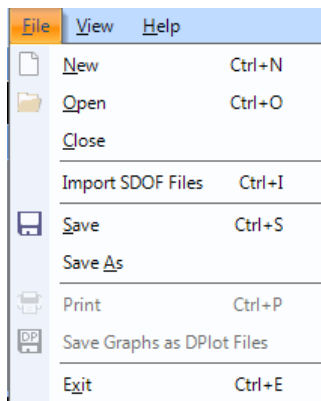 File View Help
New Ctrl+N
Open Ctrl+O
Close
Import SDOF Files Ctrl+I
Save Ctrl+S
Save As
Print Ctrl+P
DP Save Graphs as DPlot Files
Exit Ctrl+E